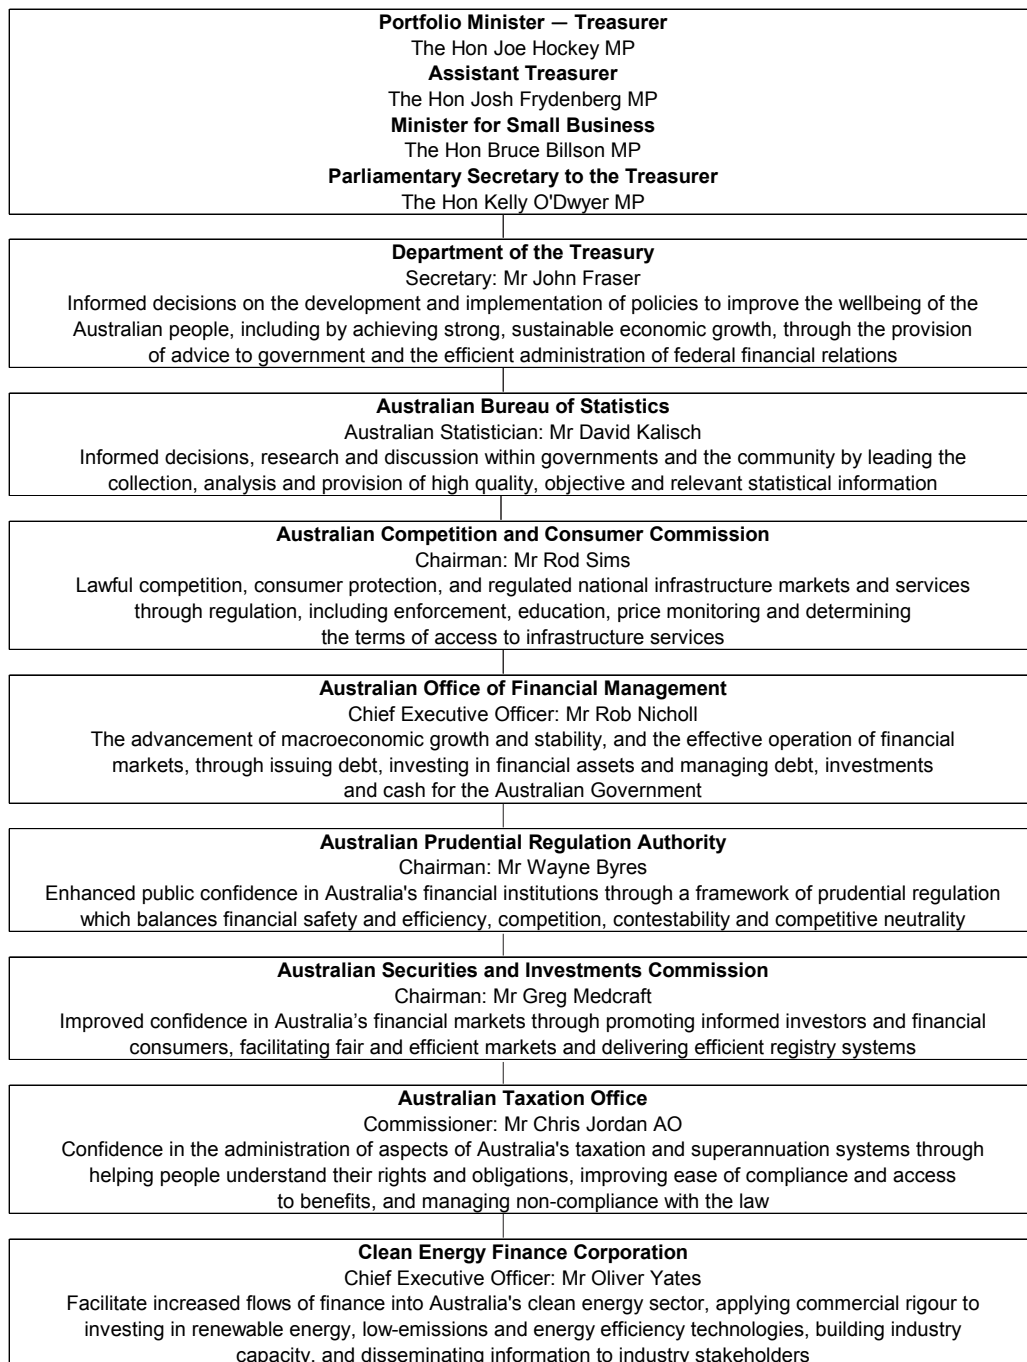 Portfolio Minister — Treasurer
The Hon Joe Hockey MP
Assistant Treasurer
The Hon Josh Frydenberg MP
Minister for Small Business
The Hon Bruce Billson MP
Parliamentary Secretary to the Treasurer
The Hon Kelly O'Dwyer MP
Department of the Treasury
Secretary: Mr John Fraser
Informed decisions on the development and implementation of policies to improve the wellbeing of the
Australian people, including by achieving strong, sustainable economic growth, through the provision
of advice to government and the efficient administration of federal financial relations
Australian Bureau of Statistics
Australian Statistician: Mr David Kalisch
Informed decisions, research and discussion within governments and the community by leading the
collection, analysis and provision of high quality, objective and relevant statistical information
Australian Competition and Consumer Commission
Chairman: Mr Rod Sims
Lawful competition, consumer protection, and regulated national infrastructure markets and services
through regulation, including enforcement, education, price monitoring and determining
the terms of access to infrastructure services
Australian Office of Financial Management
Chief Executive Officer: Mr Rob Nicholl
The advancement of macroeconomic growth and stability, and the effective operation of financial
markets, through issuing debt, investing in financial assets and managing debt, investments
and cash for the Australian Government
Australian Prudential Regulation Authority
Chairman: Mr Wayne Byres
Enhanced public confidence in Australia's financial institutions through a framework of prudential regulation
which balances financial safety and efficiency, competition, contestability and competitive neutrality
Australian Securities and Investments Commission
Chairman: Mr Greg Medcraft
Improved confidence in Australia’s financial markets through promoting informed investors and financial
consumers, facilitating fair and efficient markets and delivering efficient registry systems
Australian Taxation Office
Commissioner: Mr Chris Jordan AO
Confidence in the administration of aspects of Australia's taxation and superannuation systems through
helping people understand their rights and obligations, improving ease of compliance and access
to benefits, and managing non-compliance with the law
Clean Energy Finance Corporation
Chief Executive Officer: Mr Oliver Yates
Facilitate increased flows of finance into Australia's clean energy sector, applying commercial rigour to
investing in renewable energy, low-emissions and energy efficiency technologies, building industry
capacity, and disseminating information to industry stakeholders